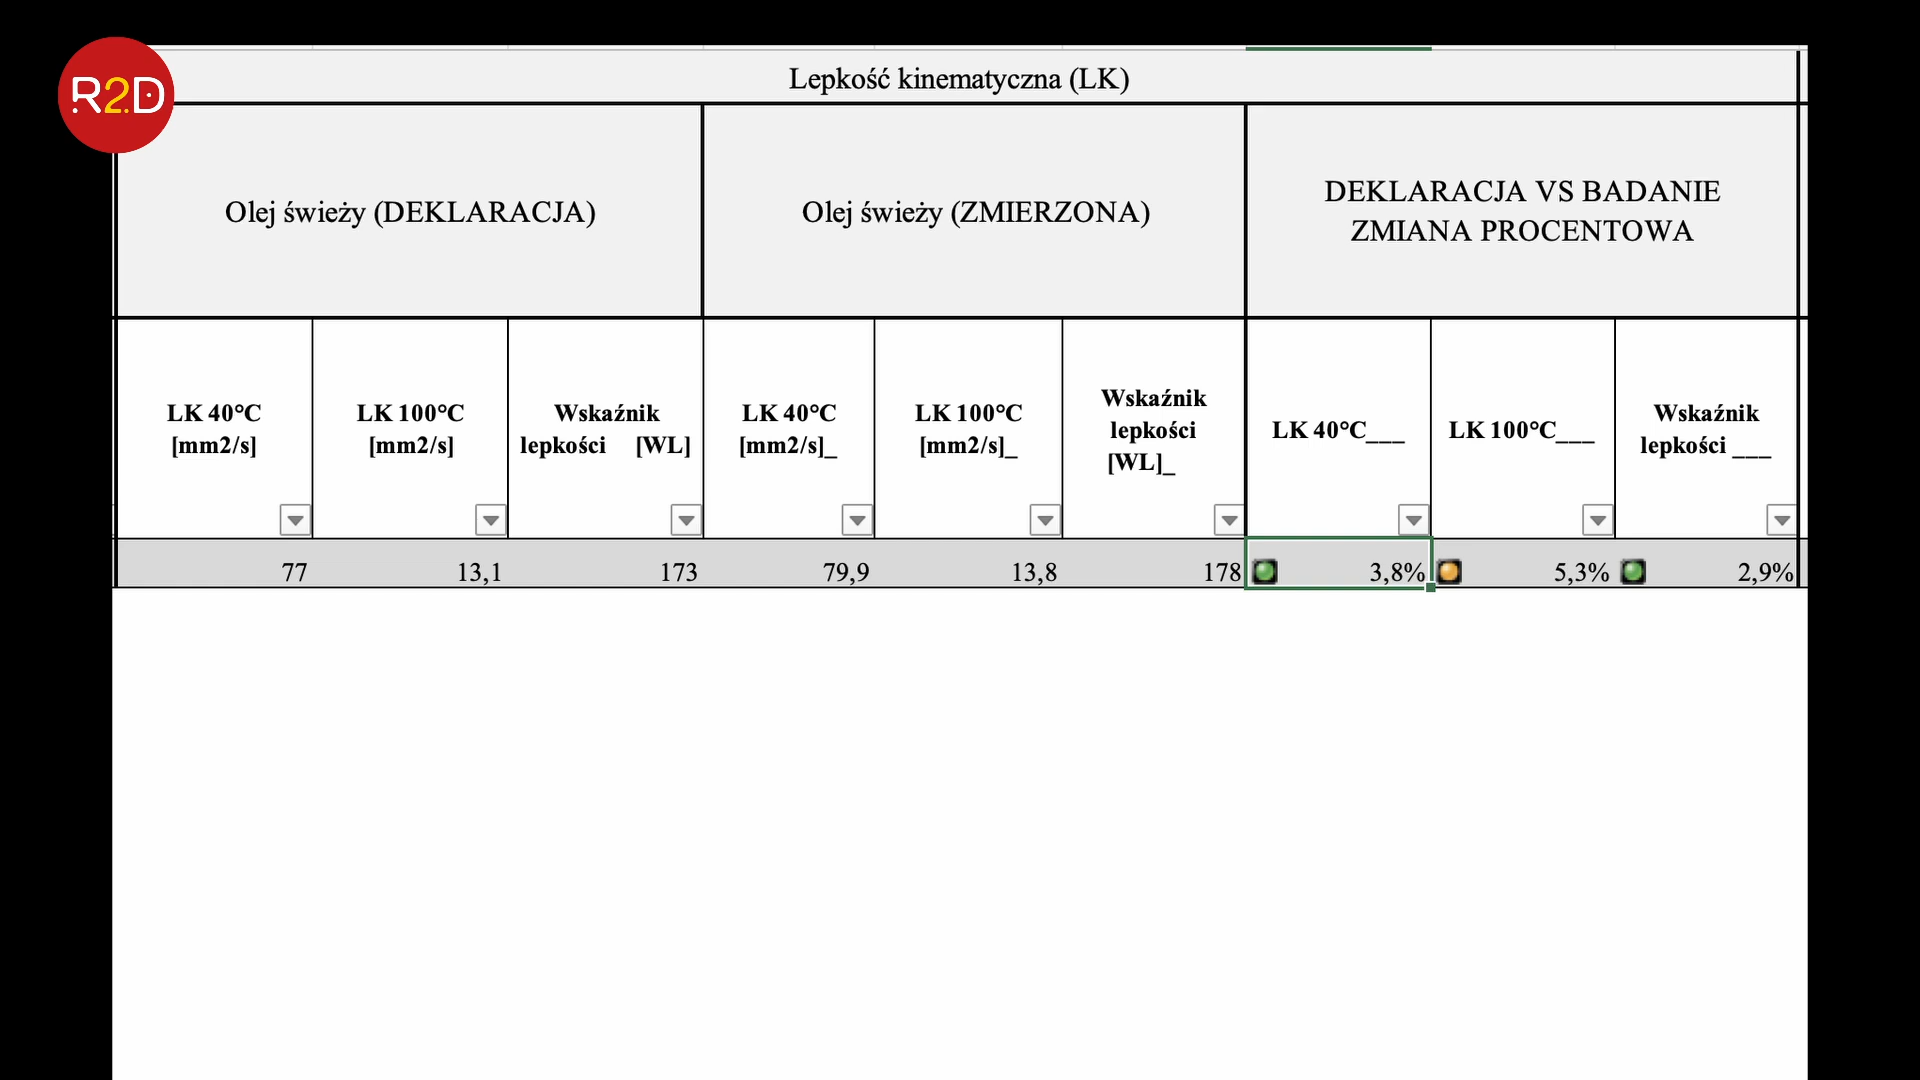 R2D
Lepkość kinematyczna (LK)
Olej świeży (DEKLARACJA)
Olej świeży (ZMIERZONA)
DEKLARACJA VS BADANIE
ZMIANA PROCENTOWA
LK 40°C
[mm2/s]
LK 100°C
[mm2/s]
Wskaźnik
lepkości [WL]
LK 40°C
[mm2/s]_
LK 100°C
[mm2/s]_
Wskaźnik
lepkości
[WL]_
LK 40°C___
LK 100°C___
Wskaźnik
lepkości ___
77 13,1 173 79,9 13,8 178 3,8% 5,3% 2,9%